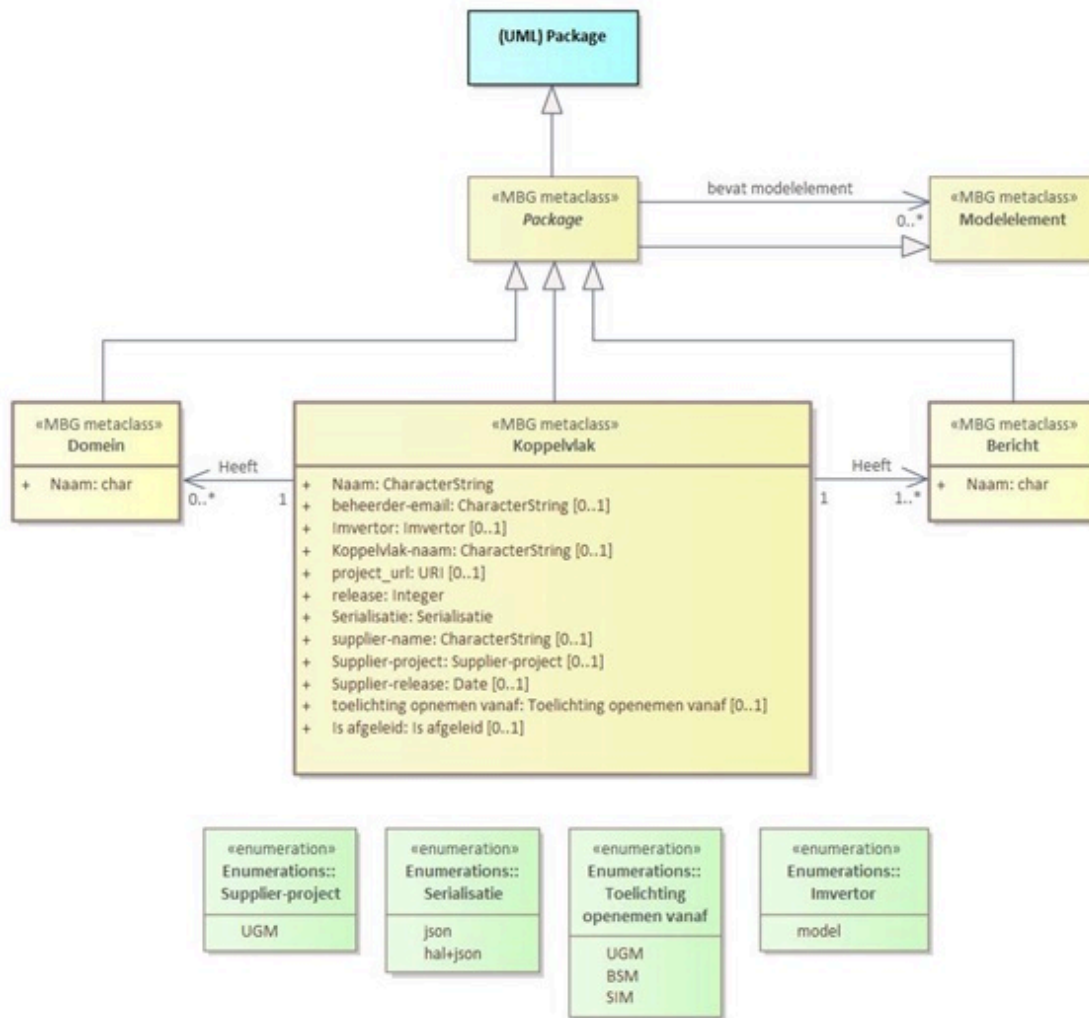 (UML) Package
«MBG metaclass»
Package
bevat modelelement
0..*
«MBG metaclass»
Modelelement
«MBG metaclass»
Domein
+ Naam: char
Heeft
0..*
1
«MBG metaclass»
Koppelvlak
+ Naam: CharacterString
+ beheerder-email: CharacterString [0..1]
+ Imvertor: Imvertor [0..1]
+ Koppelvlak-naam: CharacterString [0..1]
+ project_url: URI [0..1]
+ release: Integer
+ Serialisatie: Serialisatie
+ supplier-name: CharacterString [0..1]
+ Supplier-project: Supplier-project [0..1]
+ Supplier-release: Date [0..1]
+ toelichting opnemen vanaf: Toelichting openemen vanaf [0..1]
+ Is afgeleid: Is afgeleid [0..1]
Heeft
1
1..*
«MBG metaclass»
Bericht
+ Naam: char
«enumeration»
Enumerations::
Supplier-project
UGM
«enumeration»
Enumerations::
Serialisatie
json
hal+json
«enumeration»
Enumerations::
Toelichting
openemen vanaf
UGM
BSM
SIM
«enumeration»
Enumerations::
Imvertor
model